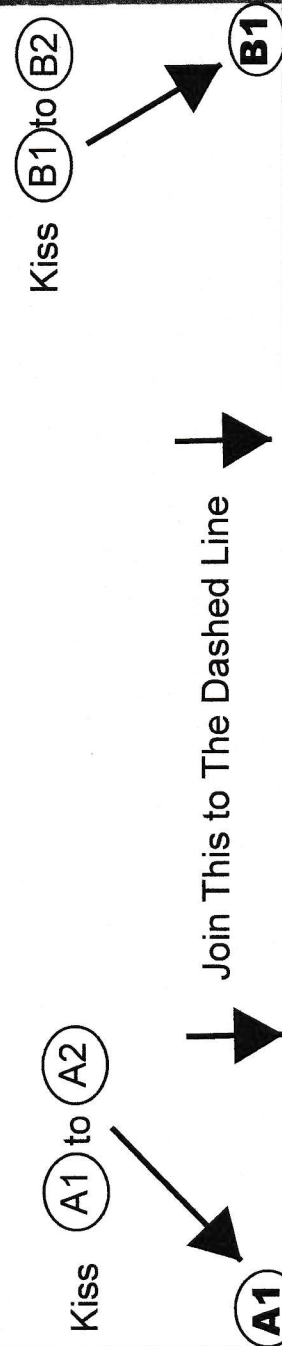 Kiss A1 to A2
Kiss B1 to B2
Join This to The Dashed Line
A1
B1